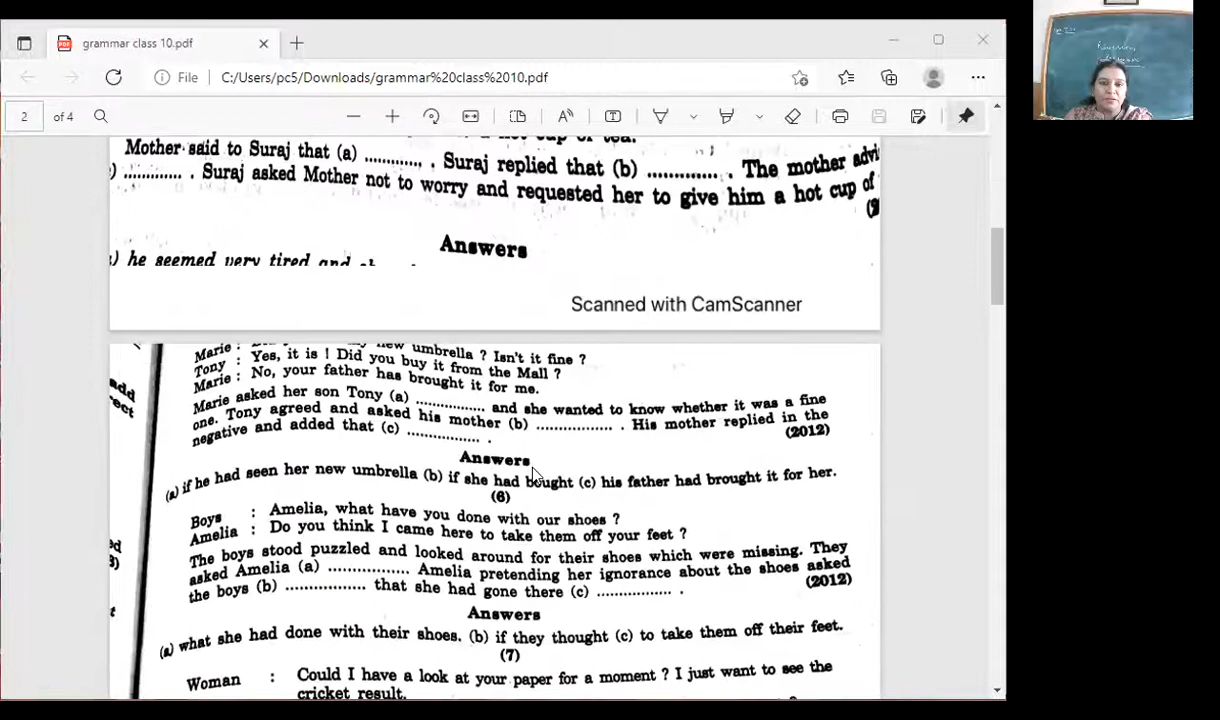 grammar class 10.pdf
File C:/Users/pc5/Downloads/grammar%20class%2010.pdf
2 of 4
hot cup of tea.
Mother said to Suraj that (a) ............. . Suraj replied that (b) .............. . The mother advi
) ............ . Suraj asked Mother not to worry and requested her to give him a hot cup of
Answers
) he seemed very tired and
Scanned with CamScanner
Marie : new umbrella ? Isn't it fine ?
Tony : Yes, it is ! Did you buy it from the Mall ?
Marie : No, your father has brought it for me.
Marie asked her son Tony (a) ................ and she wanted to know whether it was a fine
one. Tony agreed and asked his mother (b) ................. . His mother replied in the
negative and added that (c) ................. . (2012)
Answers
(a) if he had seen her new umbrella (b) if she had bought (c) his father had brought it for her.
(6)
Boys : Amelia, what have you done with our shoes ?
Amelia : Do you think I came here to take them off your feet ?
The boys stood puzzled and looked around for their shoes which were missing. They
asked Amelia (a) .................. Amelia pretending her ignorance about the shoes asked
the boys (b) .................. that she had gone there (c) ................. . (2012)
Answers
(a) what she had done with their shoes. (b) if they thought (c) to take them off their feet.
(7)
Woman : Could I have a look at your paper for a moment ? I just want to see the
cricket result.